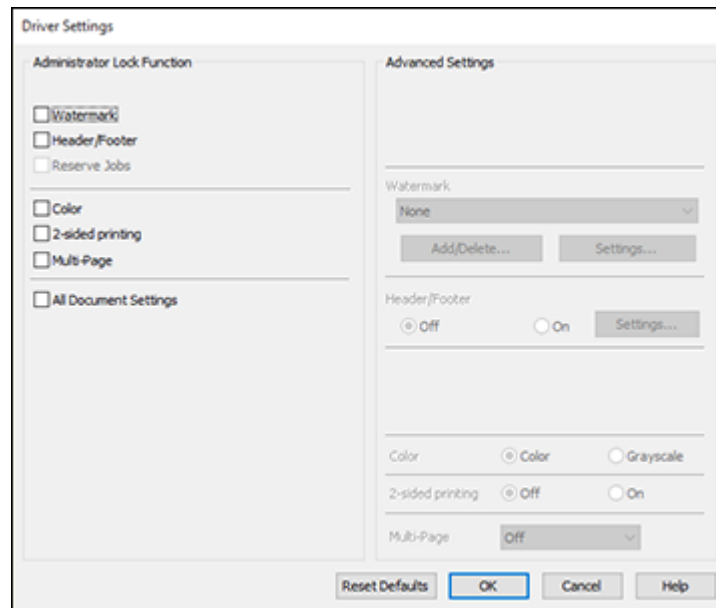 Driver Settings
Administrator Lock Function
Watermark
Header/Footer
Reserve Jobs
Color
2-sided printing
Multi-Page
All Document Settings
Advanced Settings
Watermark
None
Add/Delete... Settings...
Header/Footer
Off On Settings...
Color Color Grayscale
2-sided printing Off On
Multi-Page Off
Reset Defaults OK Cancel Help